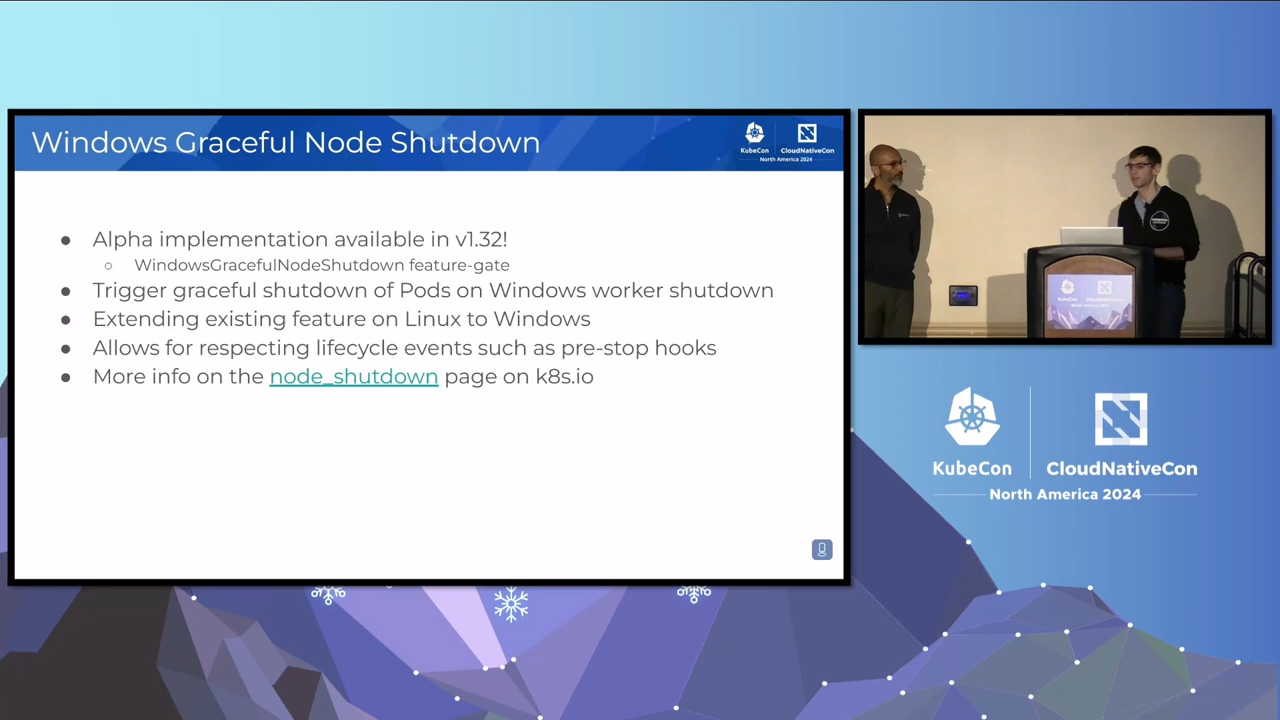 Windows Graceful Node Shutdown
KubeCon
CloudNativeCon
North America 2024
● Alpha implementation available in v1.32!
○ WindowsGracefulNodeShutdown feature-gate
● Trigger graceful shutdown of Pods on Windows worker shutdown
● Extending existing feature on Linux to Windows
● Allows for respecting lifecycle events such as pre-stop hooks
● More info on the node_shutdown page on k8s.io
KubeCon
CloudNativeCon
North America 2024